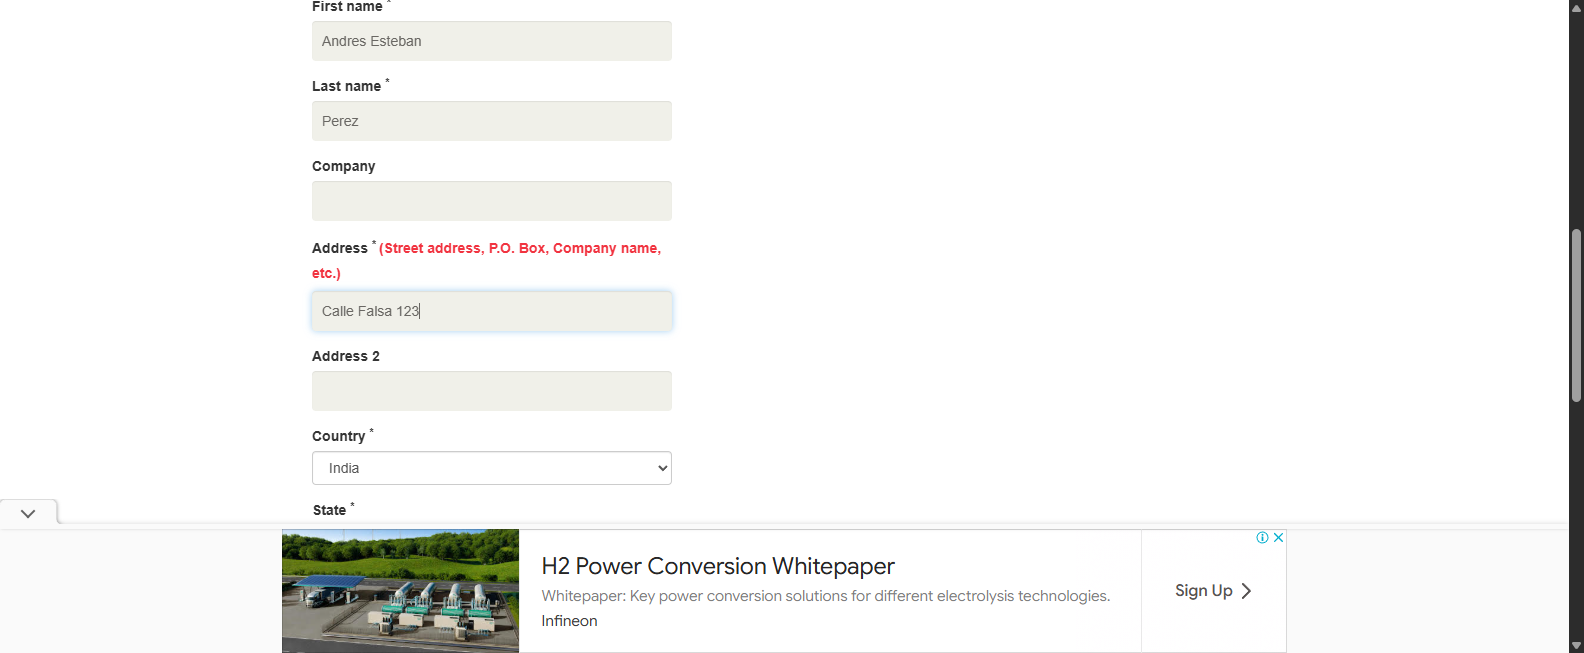 First name *
Andres Esteban
Last name *
Perez
Company
Address * (Street address, P.O. Box, Company name,
etc.)
Calle Falsa 123
Address 2
Country *
India
State *
H2 Power Conversion Whitepaper
Whitepaper: Key power conversion solutions for different electrolysis technologies.
Infineon
Sign Up